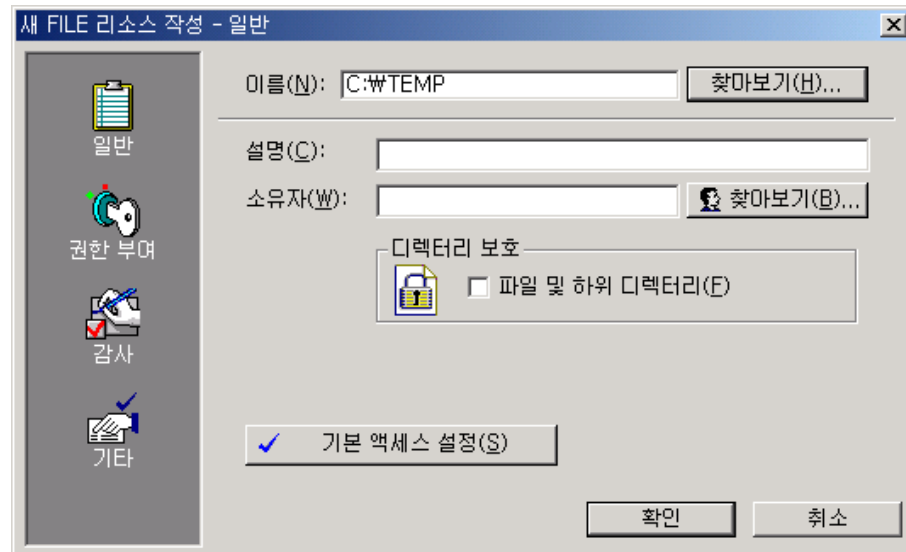 새 FILE 리소스 작성 - 일반
이름(N): C:₩TEMP 찾아보기(H)...
일반
설명(C):
소유자(W): 찾아보기(B)...
권한 부여
디렉터리 보호
파일 및 하위 디렉터리(F)
감사
기타
기본 액세스 설정(S)
확인 취소